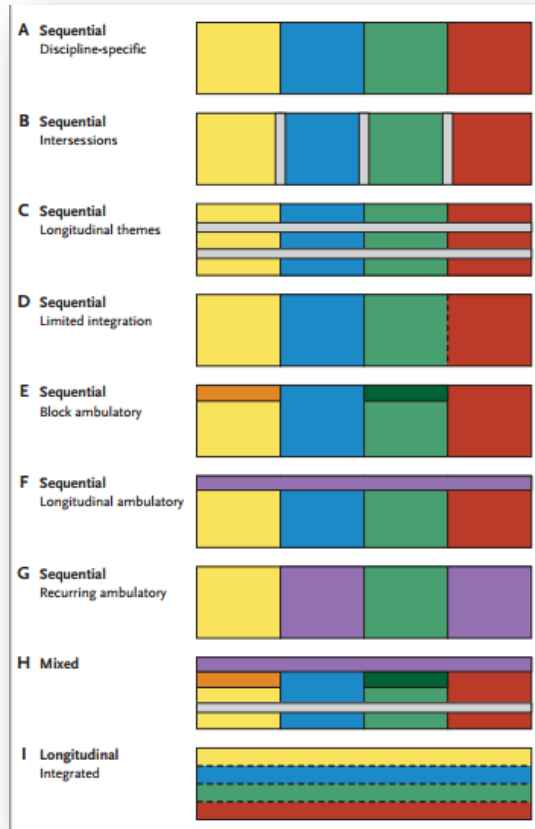 A Sequential
Discipline-specific
B Sequential
Intersessions
C Sequential
Longitudinal themes
D Sequential
Limited integration
E Sequential
Block ambulatory
F Sequential
Longitudinal ambulatory
G Sequential
Recurring ambulatory
H Mixed
I Longitudinal
Integrated